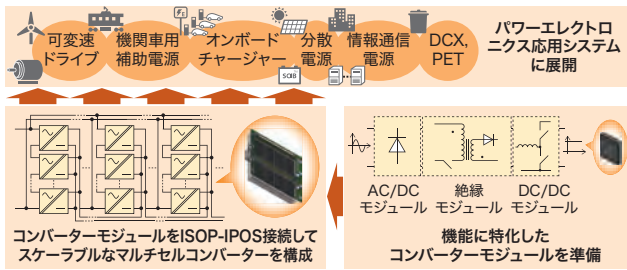 可変速
ドライブ
機関車用
補助電源
オンボード
チャージャー
分散
電源
情報通信
電源
DCX,
PET
SCiB
パワーエレクトロ
ニクス応用システム
に展開
AC/DC
モジュール
絶縁
モジュール
DC/DC
モジュール
コンバーターモジュールをISOP-IPOS接続して
スケーラブルなマルチセルコンバーターを構成
機能に特化した
コンバーターモジュールを準備